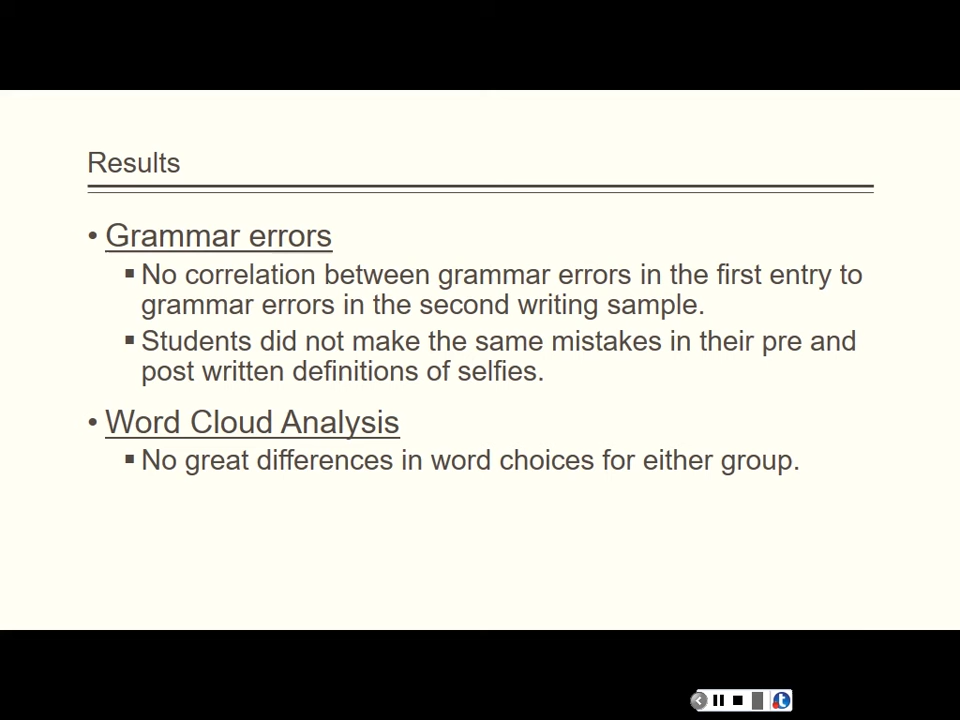 Results
• Grammar errors
▪ No correlation between grammar errors in the first entry to
grammar errors in the second writing sample.
▪ Students did not make the same mistakes in their pre and
post written definitions of selfies.
• Word Cloud Analysis
▪ No great differences in word choices for either group.
t